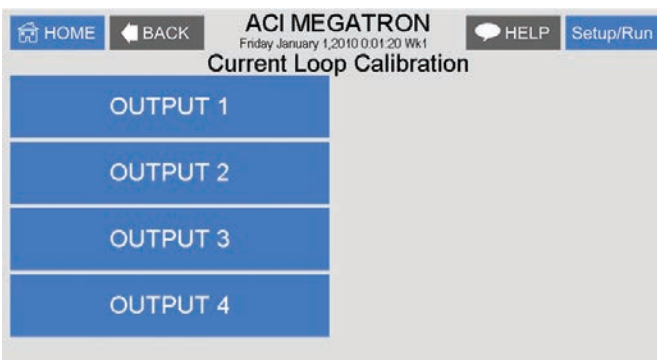 HOME BACK ACI MEGATRON HELP Setup/Run
Friday January 1,2010 0:01:20 Wk1
Current Loop Calibration
OUTPUT 1
OUTPUT 2
OUTPUT 3
OUTPUT 4